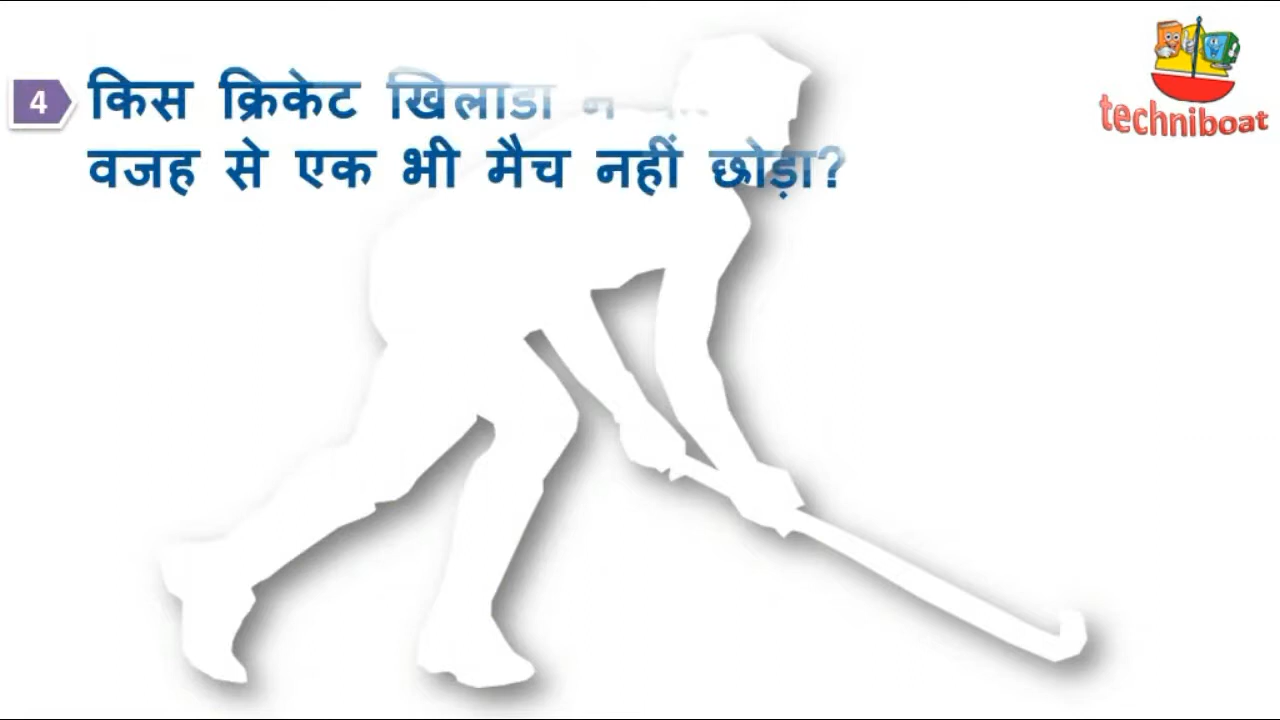 4
किस क्रिकेट खिलाडी
वजह से एक भी मैच नहीं छोड़ा?
techniboat